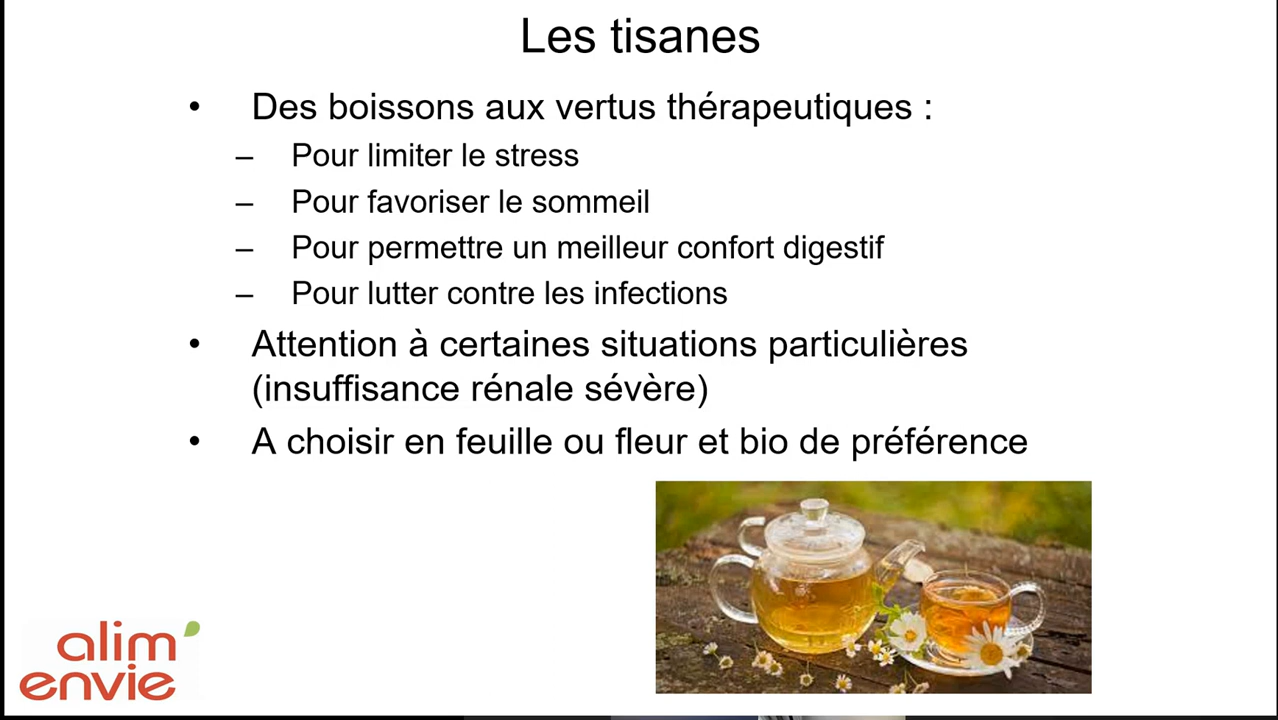 Les tisanes
• Des boissons aux vertus thérapeutiques :
– Pour limiter le stress
– Pour favoriser le sommeil
– Pour permettre un meilleur confort digestif
– Pour lutter contre les infections
• Attention à certaines situations particulières
(insuffisance rénale sévère)
• A choisir en feuille ou fleur et bio de préférence
alim'
envie